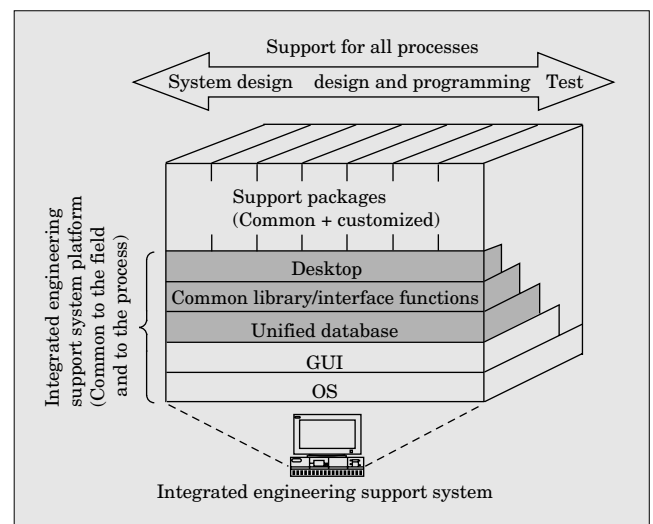 Support for all processes
System design design and programming Test
Support packages
(Common + customized)
Desktop
Common library/interface functions
Unified database
GUI
OS
Integrated engineering
support system platform
(Common to the field
and to the process)
Integrated engineering support system